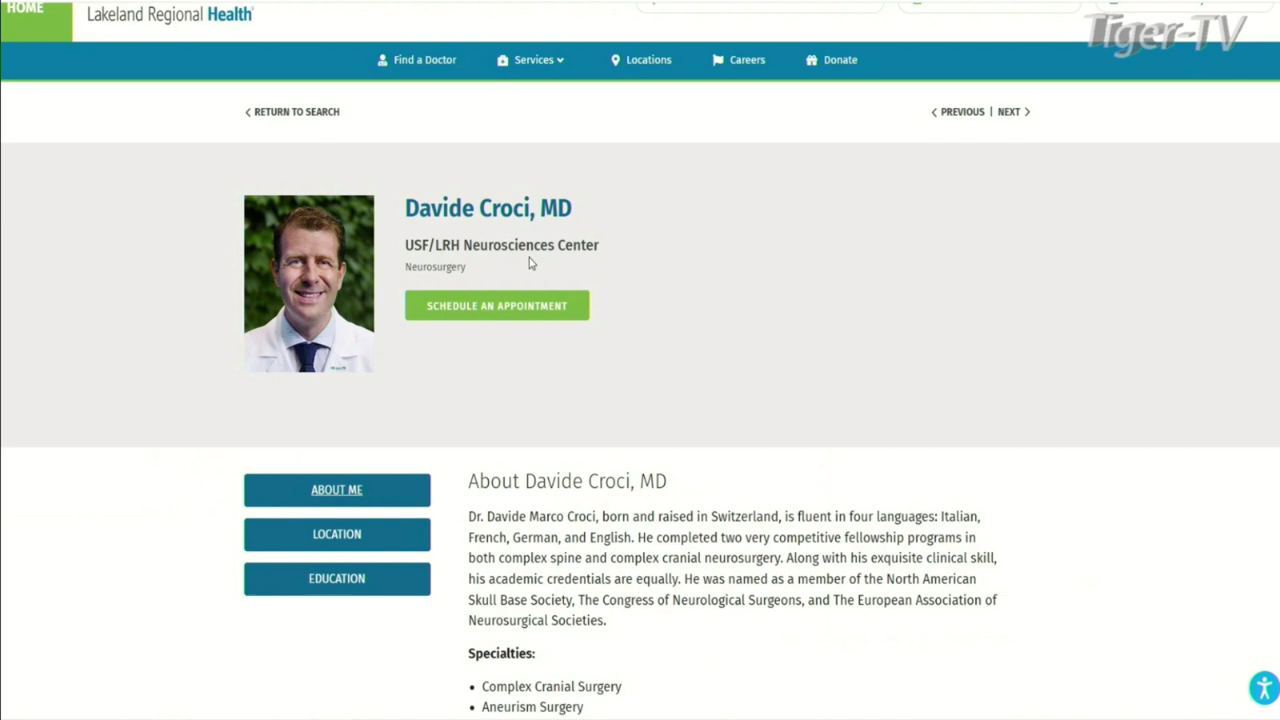 HOME
Lakeland Regional Health
Tiger-TV
Find a Doctor
Services
Locations
Careers
Donate
RETURN TO SEARCH
PREVIOUS | NEXT
Davide Croci, MD
USF/LRH Neurosciences Center
Neurosurgery
SCHEDULE AN APPOINTMENT
ABOUT ME
LOCATION
EDUCATION
About Davide Croci, MD
Dr. Davide Marco Croci, born and raised in Switzerland, is fluent in four languages: Italian,
French, German, and English. He completed two very competitive fellowship programs in
both complex spine and complex cranial neurosurgery. Along with his exquisite clinical skill,
his academic credentials are equally. He was named as a member of the North American
Skull Base Society, The Congress of Neurological Surgeons, and The European Association of
Neurosurgical Societies.
Specialties:
• Complex Cranial Surgery
• Aneurism Surgery